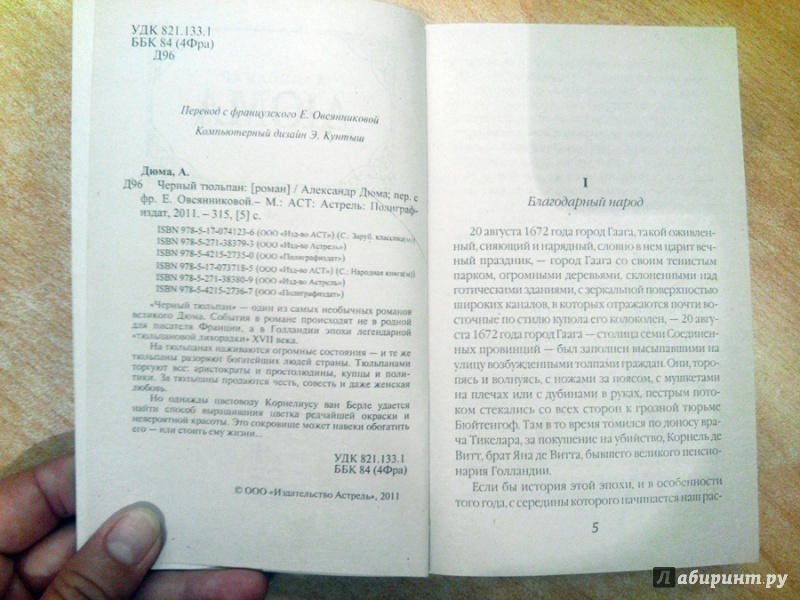 УДК 821.133.1
ББК 84 (4Фра)
Д96
Перевод с французского Е. Овсянниковой
Компьютерный дизайн Э. Кунтыш
Дюма, А.
Д96 Черный тюльпан: [роман] / Александр Дюма; пер. с
фр. Е. Овсянниковой. – М.: АСТ: Астрель: Полиграф-
издат, 2011. – 315, [5] с.
ISBN 978-5-17-074123-6 (ООО «Изд-во АСТ») (С.: Заруб. классика(м))
ISBN 978-5-271-38379-3 (ООО «Изд-во Астрель»)
ISBN 978-5-4215-2735-0 (ООО «Полиграфиздат»)
ISBN 978-5-17-073718-5 (ООО «Изд-во АСТ») (С.: Народная книга(м))
ISBN 978-5-271-38380-9 (ООО «Изд-во Астрель»)
ISBN 978-5-4215-2736-7 (ООО «Полиграфиздат»)
«Черный тюльпан» — один из самых необычных романов
великого Дюма. События в романе происходят не в родной
для писателя Франции, а в Голландии эпохи легендарной
«тюльпановой лихорадки» XVII века.
На тюльпанах наживаются огромные состояния — и те же
тюльпаны разоряют богатейших людей страны. Тюльпанами
торгуют все: аристократы и простолюдины, купцы и поли-
тики. За тюльпаны продаются честь, совесть и даже женская
любовь.
Но однажды цветоводу Корнелиусу ван Берле удается
найти способ выращивания цветка редчайшей окраски и
невероятной красоты. Это сокровище может навеки обогатить
его — или стоить ему жизни...
УДК 821.133.1
ББК 84 (4Фра)
© ООО «Издательство Астрель», 2011
I
Благодарный народ
20 августа 1672 года город Гаага, такой оживлен-
ный, сияющий и нарядный, словно в нем царит веч-
ный праздник, — город Гаага со своим тенистым
парком, огромными деревьями, склоненными над
готическими зданиями, с зеркальной поверхностью
широких каналов, в которых отражаются почти во-
сточные по стилю купола его колоколен, — 20 авгу-
ста 1672 года город Гаага — столица семи Соединен-
ных провинций — был заполнен высыпавшими на
улицу возбужденными толпами граждан. Они, торо-
пясь и волнуясь, с ножами за поясом, с мушкетами
на плечах или с дубинами в руках, пестрым пото-
ком стекались со всех сторон к грозной тюрьме
Бюйтенгоф. Там в то время томился по доносу вра-
ча Тикелара, за покушение на убийство, Корнель де
Витт, брат Яна де Витта, бывшего великого пенсио-
нария Голландии.
Если бы история этой эпохи, и в особенности
того года, с середины которого начинается наш рас-
5
Лабиринт.ру